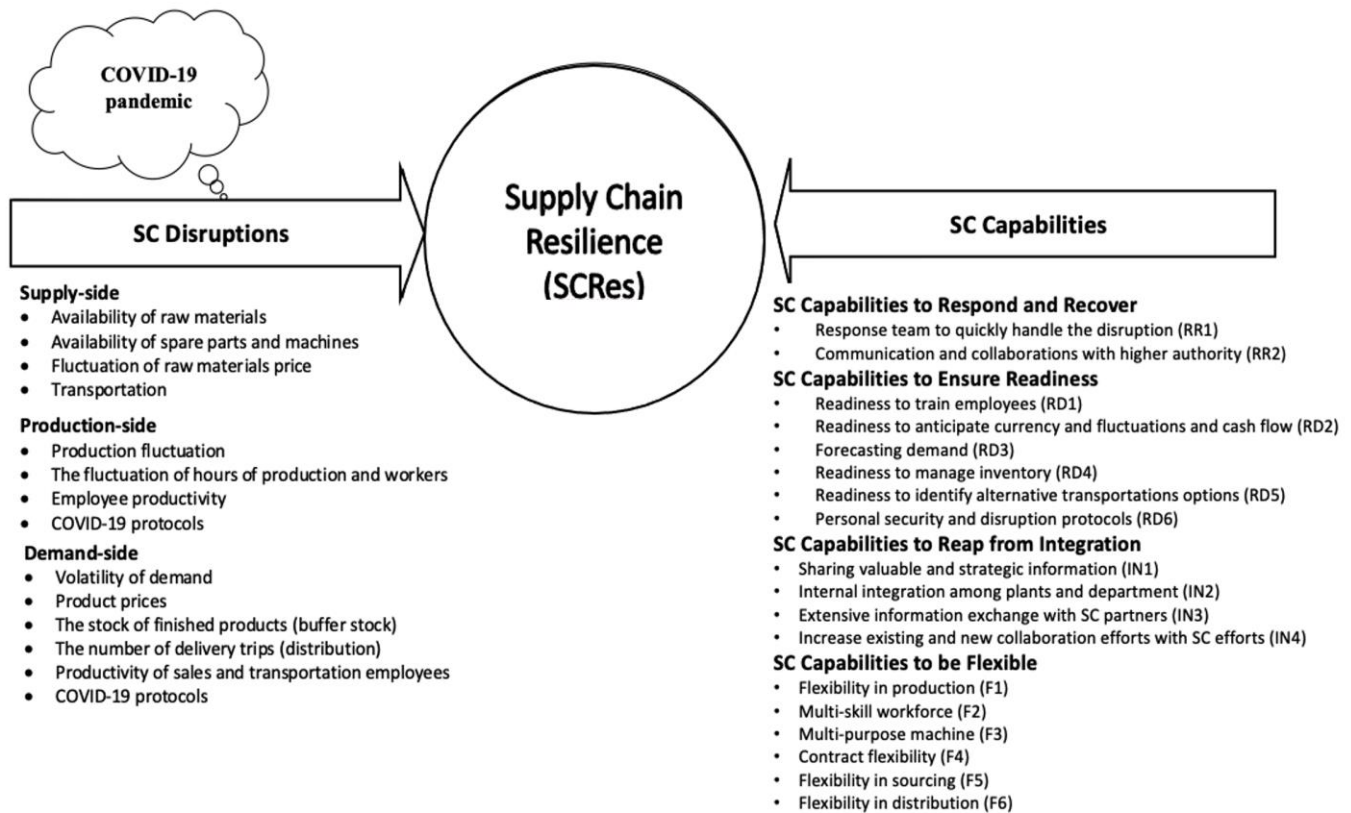 COVID-19
pandemic
SC Disruptions
Supply-side
• Availability of raw materials
• Availability of spare parts and machines
• Fluctuation of raw materials price
• Transportation
Production-side
• Production fluctuation
• The fluctuation of hours of production and workers
• Employee productivity
• COVID-19 protocols
Demand-side
• Volatility of demand
• Product prices
• The stock of finished products (buffer stock)
• The number of delivery trips (distribution)
• Productivity of sales and transportation employees
• COVID-19 protocols
Supply Chain
Resilience
(SCRes)
SC Capabilities
SC Capabilities to Respond and Recover
• Response team to quickly handle the disruption (RR1)
• Communication and collaborations with higher authority (RR2)
SC Capabilities to Ensure Readiness
• Readiness to train employees (RD1)
• Readiness to anticipate currency and fluctuations and cash flow (RD2)
• Forecasting demand (RD3)
• Readiness to manage inventory (RD4)
• Readiness to identify alternative transportations options (RD5)
• Personal security and disruption protocols (RD6)
SC Capabilities to Reap from Integration
• Sharing valuable and strategic information (IN1)
• Internal integration among plants and department (IN2)
• Extensive information exchange with SC partners (IN3)
• Increase existing and new collaboration efforts with SC efforts (IN4)
SC Capabilities to be Flexible
• Flexibility in production (F1)
• Multi-skill workforce (F2)
• Multi-purpose machine (F3)
• Contract flexibility (F4)
• Flexibility in sourcing (F5)
• Flexibility in distribution (F6)